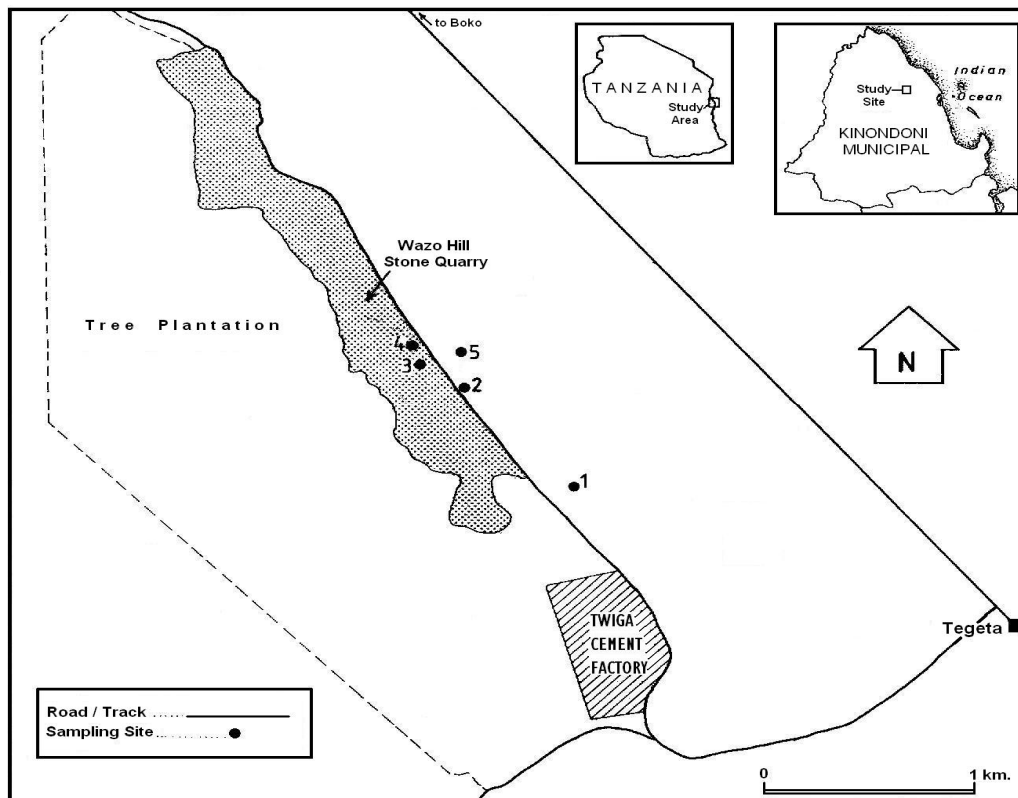 to Boko
TANZANIA
Study
Area
Indian
Ocean
Study
Site
KINONDONI
MUNICIPAL
Wazo Hill
Stone Quarry
Tree Plantation
4
5
3
2
1
N
TWIGA
CEMENT
FACTORY
Tegeta
Road / Track ......
Sampling Site ......
0
1 km.